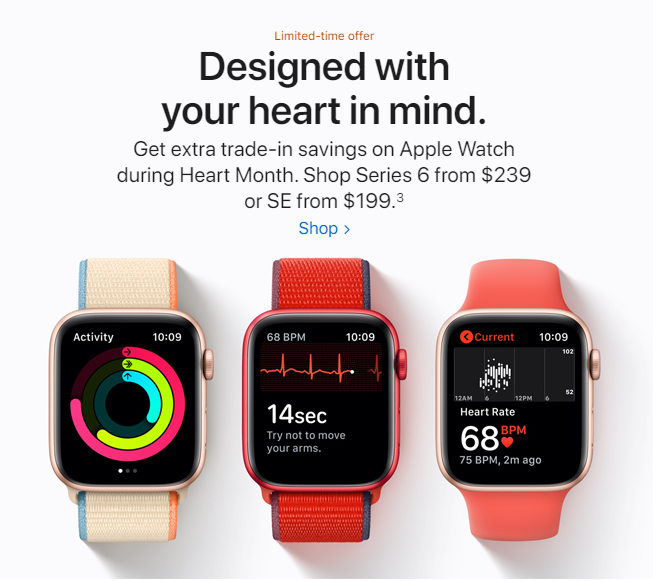 Limited-time offer
Designed with
your heart in mind.
Get extra trade-in savings on Apple Watch
during Heart Month. Shop Series 6 from $239
or SE from $199.³
Shop >
Activity 10:09
68 BPM 10:09
14sec
Try not to move
your arms.
Current 10:09
102
52
12AM 6 12PM 6
Heart Rate
68 BPM
75 BPM, 2m ago